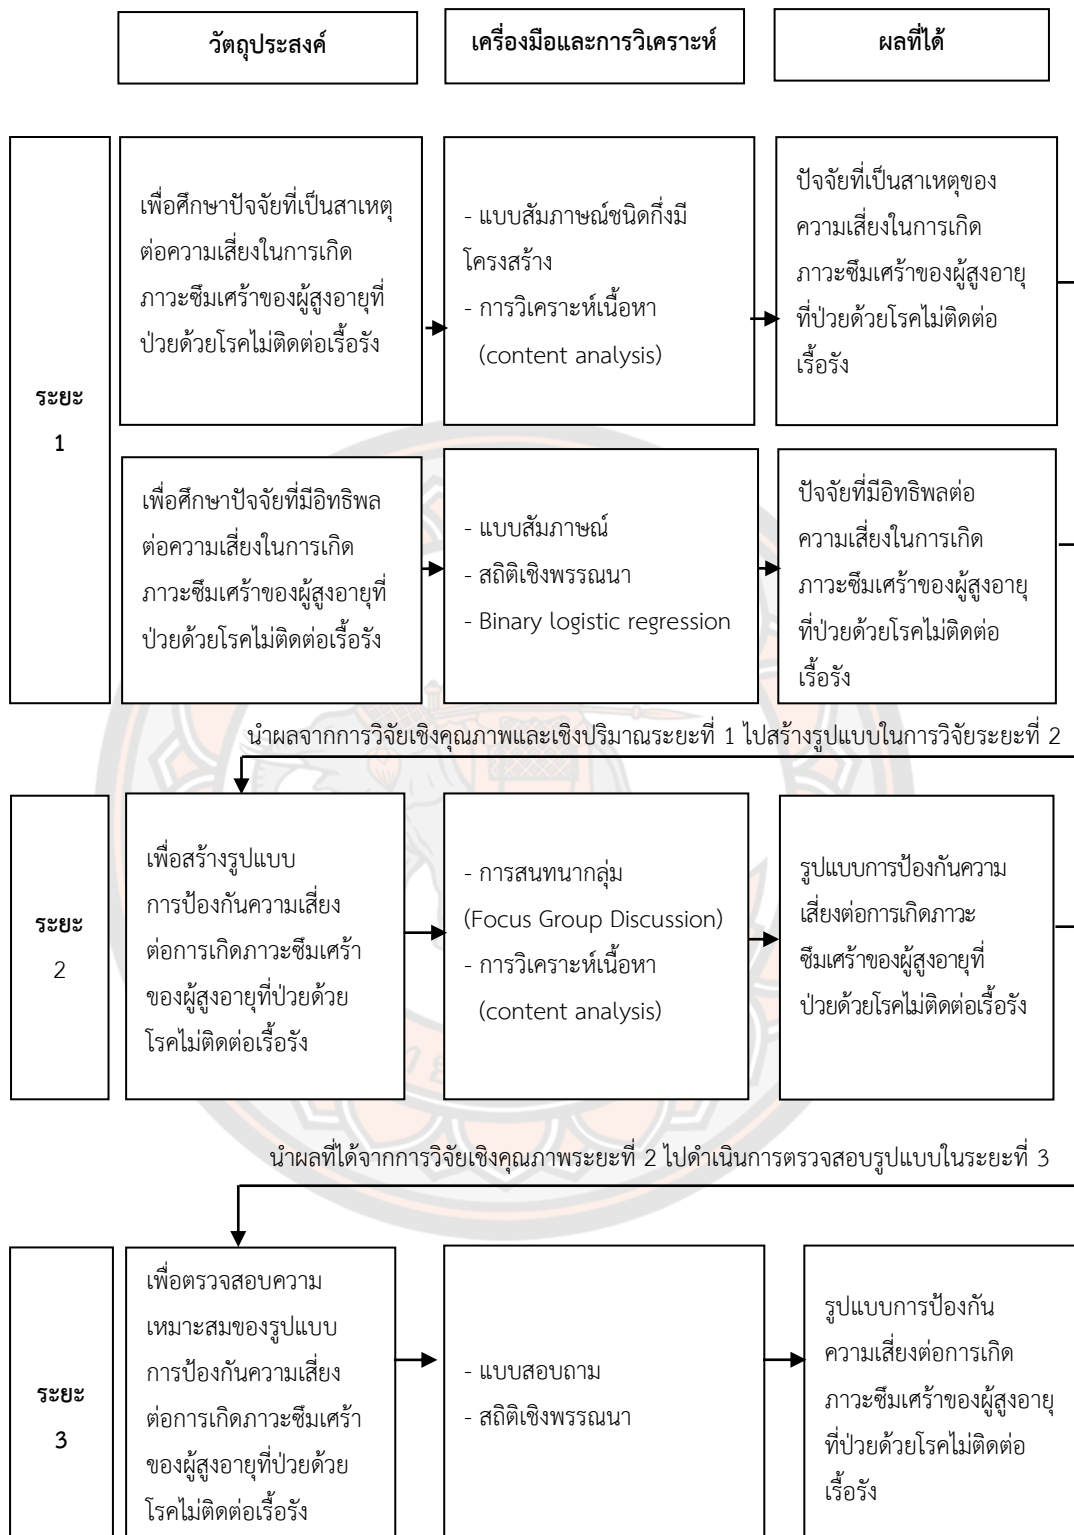 วัตถุประสงค์
เครื่องมือและการวิเคราะห์
ผลที่ได้
ระยะ
1
เพื่อศึกษาปัจจัยที่เป็นสาเหตุ
ต่อความเสี่ยงในการเกิด
ภาวะซึมเศร้าของผู้สูงอายุที่
ป่วยด้วยโรคไม่ติดต่อเรื้อรัง
- แบบสัมภาษณ์ชนิดกึ่งมี
โครงสร้าง
- การวิเคราะห์เนื้อหา
(content analysis)
ปัจจัยที่เป็นสาเหตุของ
ความเสี่ยงในการเกิด
ภาวะซึมเศร้าของผู้สูงอายุ
ที่ป่วยด้วยโรคไม่ติดต่อ
เรื้อรัง
เพื่อศึกษาปัจจัยที่มีอิทธิพล
ต่อความเสี่ยงในการเกิด
ภาวะซึมเศร้าของผู้สูงอายุที่
ป่วยด้วยโรคไม่ติดต่อเรื้อรัง
- แบบสัมภาษณ์
- สถิติเชิงพรรณนา
- Binary logistic regression
ปัจจัยที่มีอิทธิพลต่อ
ความเสี่ยงในการเกิด
ภาวะซึมเศร้าของผู้สูงอายุ
ที่ป่วยด้วยโรคไม่ติดต่อ
เรื้อรัง
นำผลจากการวิจัยเชิงคุณภาพและเชิงปริมาณระยะที่ 1 ไปสร้างรูปแบบในการวิจัยระยะที่ 2
ระยะ
2
เพื่อสร้างรูปแบบ
การป้องกันความเสี่ยง
ต่อการเกิดภาวะซึมเศร้า
ของผู้สูงอายุที่ป่วยด้วย
โรคไม่ติดต่อเรื้อรัง
- การสนทนากลุ่ม
(Focus Group Discussion)
- การวิเคราะห์เนื้อหา
(content analysis)
รูปแบบการป้องกันความ
เสี่ยงต่อการเกิดภาวะ
ซึมเศร้าของผู้สูงอายุที่
ป่วยด้วยโรคไม่ติดต่อเรื้อรัง
นำผลที่ได้จากการวิจัยเชิงคุณภาพระยะที่ 2 ไปดำเนินการตรวจสอบรูปแบบในระยะที่ 3
ระยะ
3
เพื่อตรวจสอบความ
เหมาะสมของรูปแบบ
การป้องกันความเสี่ยง
ต่อการเกิดภาวะซึมเศร้า
ของผู้สูงอายุที่ป่วยด้วย
โรคไม่ติดต่อเรื้อรัง
- แบบสอบถาม
- สถิติเชิงพรรณนา
รูปแบบการป้องกัน
ความเสี่ยงต่อการเกิด
ภาวะซึมเศร้าของผู้สูงอายุ
ที่ป่วยด้วยโรคไม่ติดต่อ
เรื้อรัง